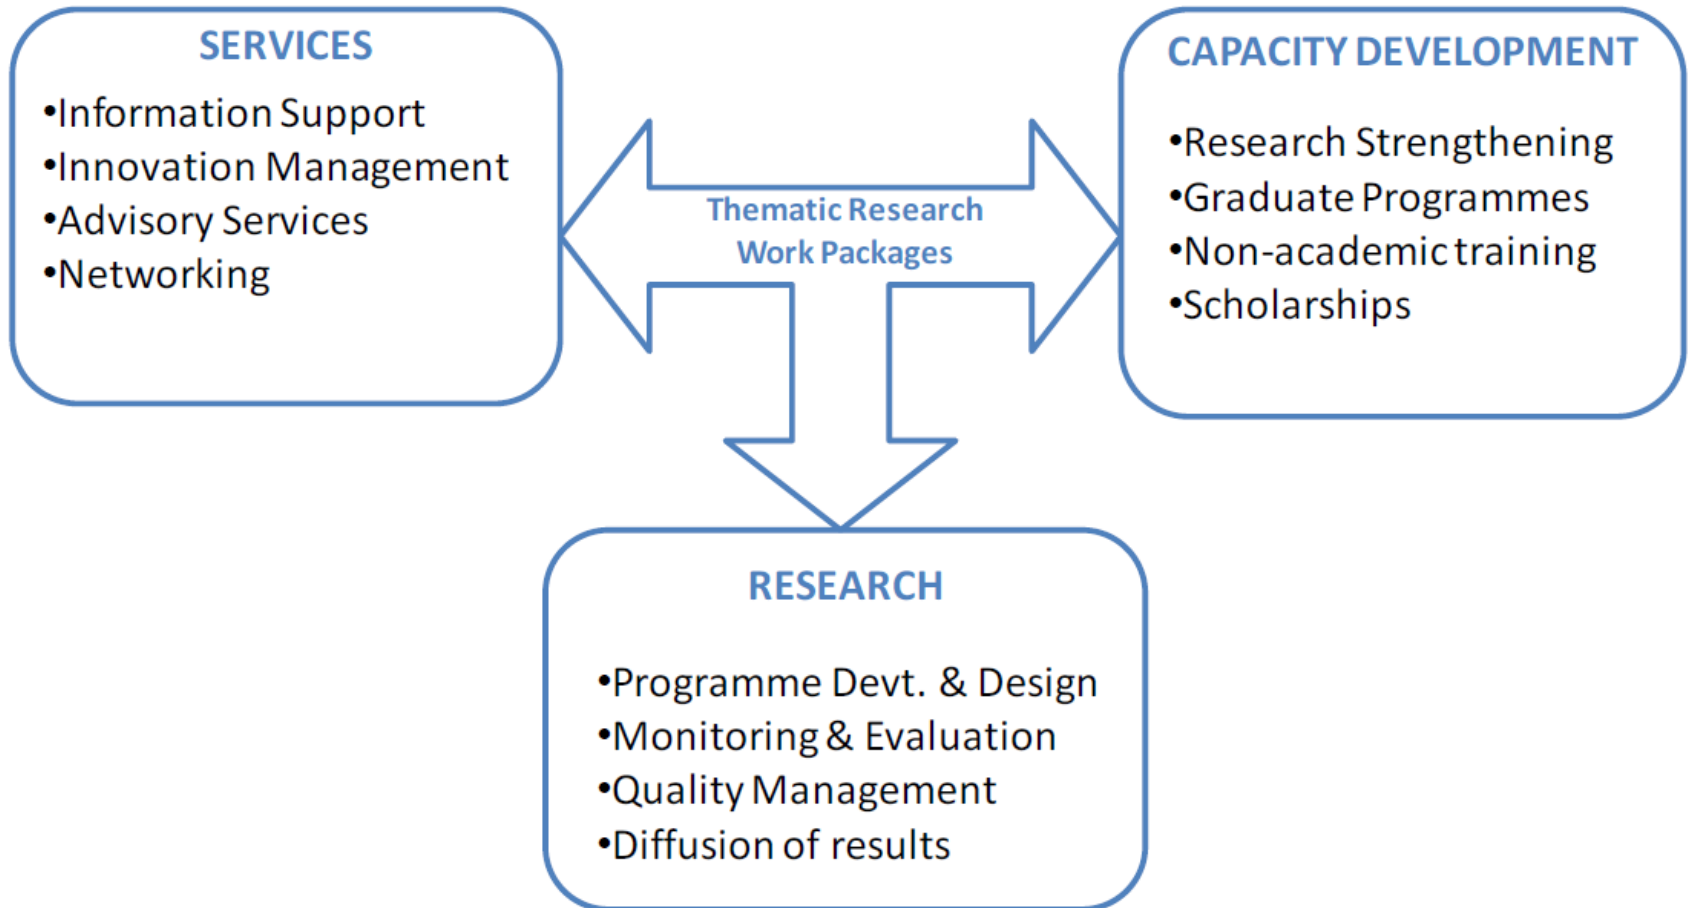 SERVICES
•Information Support
•Innovation Management
•Advisory Services
•Networking
Thematic Research
Work Packages
CAPACITY DEVELOPMENT
•Research Strengthening
•Graduate Programmes
•Non-academic training
•Scholarships
RESEARCH
•Programme Devt. & Design
•Monitoring & Evaluation
•Quality Management
•Diffusion of results